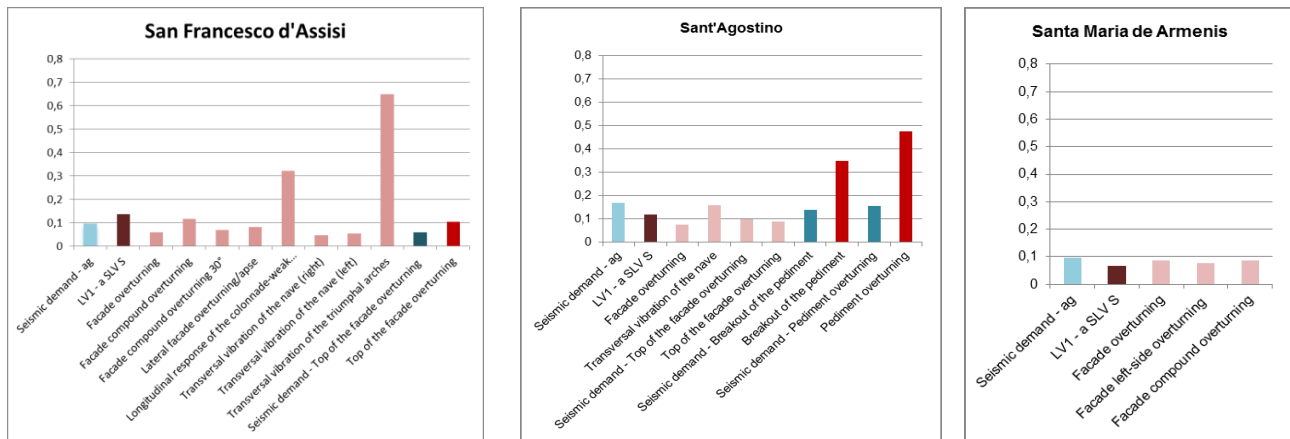 San Francesco d'Assisi
0,8
0,7
0,6
0,5
0,4
0,3
0,2
0,1
0
Seismic demand - ag
LV1 - a SLV S
Facade overturning
Facade compound overturning
Facade compound overturning 30°
Lateral facade overturning/apse
Longitudinal response of the colonnade-weak...
Transversal vibration of the nave (right)
Transversal vibration of the nave (left)
Transversal vibration of the triumphal arches
Seismic demand - Top of the façade overturning
Top of the facade overturning
Sant'Agostino
0,8
0,7
0,6
0,5
0,4
0,3
0,2
0,1
0
Seismic demand - ag
LV1 - a SLV S
Facade overturning
Transversal vibration of the nave
Seismic demand - Top of the façade overturning
Top of the facade overturning
Seismic demand - Breakout of the pediment
Breakout of the pediment
Seismic demand - Pediment overturning
Pediment overturning
Santa Maria de Armenis
0,8
0,7
0,6
0,5
0,4
0,3
0,2
0,1
0
Seismic demand - ag
LV1 - a SLV S
Facade overturning
Facade left-side overturning
Facade compound overturning